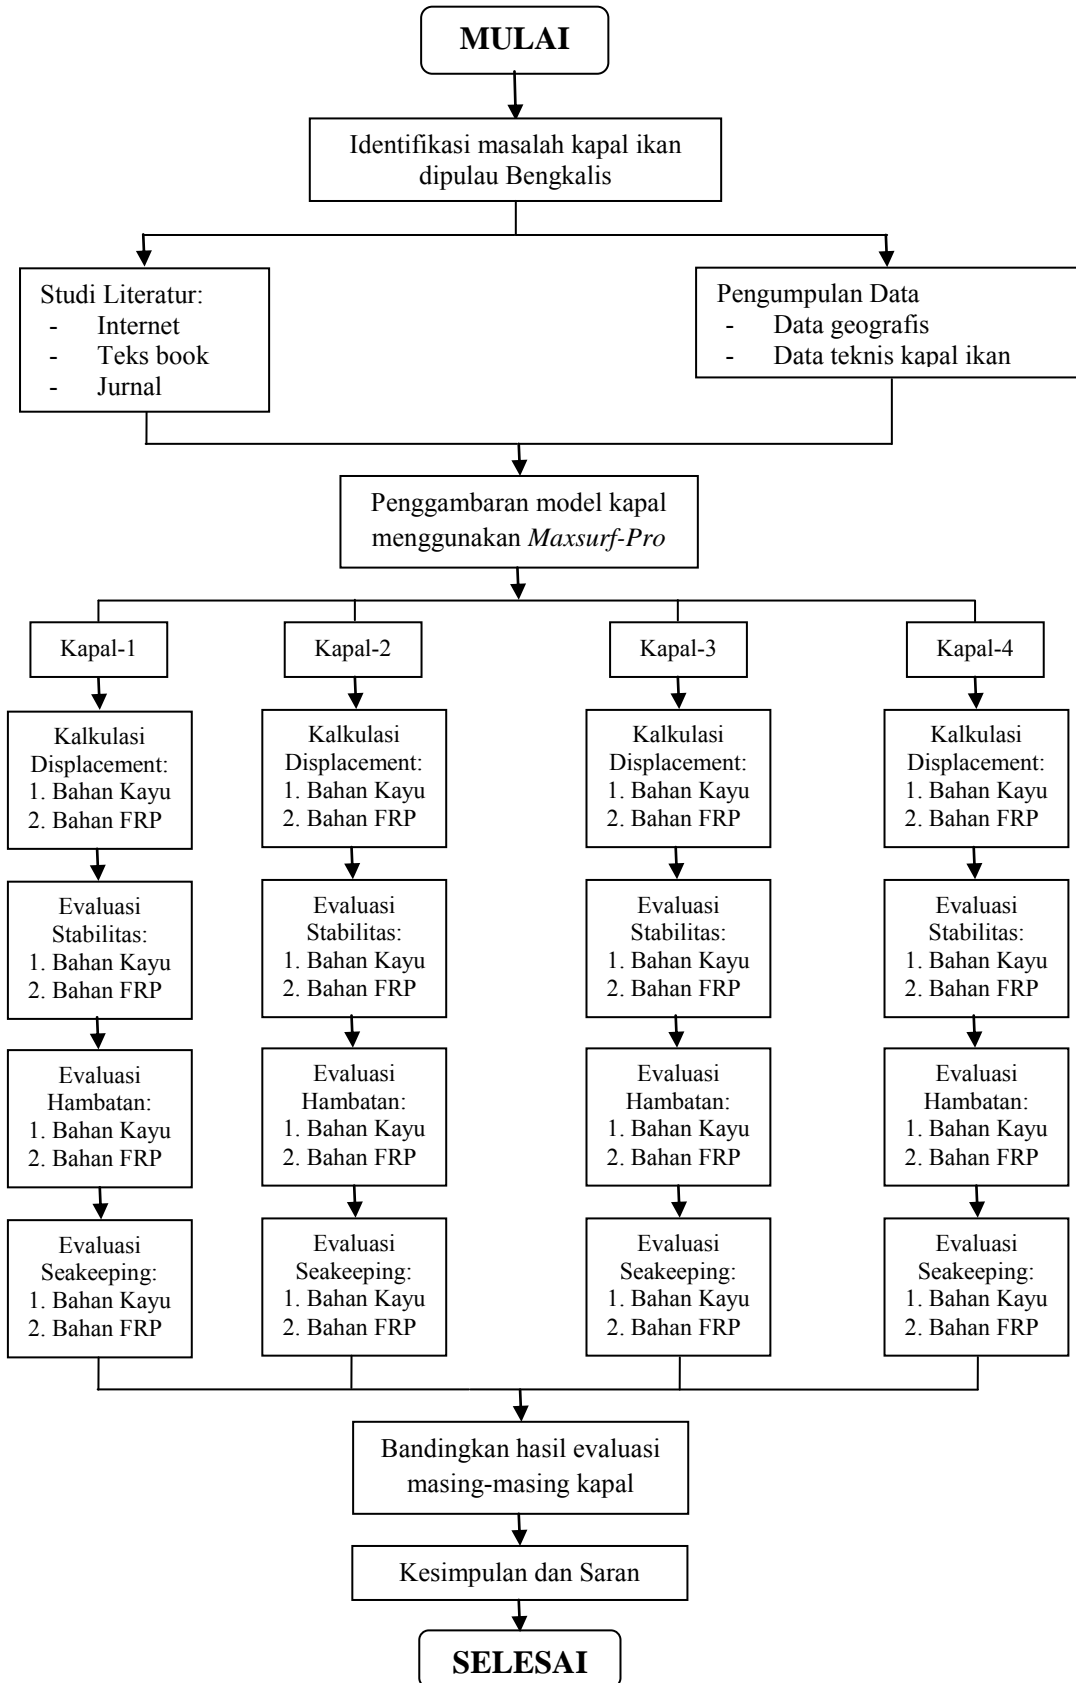 MULAI
Identifikasi masalah kapal ikan
dipulau Bengkalis
Studi Literatur:
- Internet
- Teks book
- Jurnal
Pengumpulan Data
- Data geografis
- Data teknis kapal ikan
Penggambaran model kapal
menggunakan Maxsurf-Pro
Kapal-1
Kapal-2
Kapal-3
Kapal-4
Kalkulasi
Displacement:
1. Bahan Kayu
2. Bahan FRP
Kalkulasi
Displacement:
1. Bahan Kayu
2. Bahan FRP
Kalkulasi
Displacement:
1. Bahan Kayu
2. Bahan FRP
Kalkulasi
Displacement:
1. Bahan Kayu
2. Bahan FRP
Evaluasi
Stabilitas:
1. Bahan Kayu
2. Bahan FRP
Evaluasi
Stabilitas:
1. Bahan Kayu
2. Bahan FRP
Evaluasi
Stabilitas:
1. Bahan Kayu
2. Bahan FRP
Evaluasi
Stabilitas:
1. Bahan Kayu
2. Bahan FRP
Evaluasi
Hambatan:
1. Bahan Kayu
2. Bahan FRP
Evaluasi
Hambatan:
1. Bahan Kayu
2. Bahan FRP
Evaluasi
Hambatan:
1. Bahan Kayu
2. Bahan FRP
Evaluasi
Hambatan:
1. Bahan Kayu
2. Bahan FRP
Evaluasi
Seakeeping:
1. Bahan Kayu
2. Bahan FRP
Evaluasi
Seakeeping:
1. Bahan Kayu
2. Bahan FRP
Evaluasi
Seakeeping:
1. Bahan Kayu
2. Bahan FRP
Evaluasi
Seakeeping:
1. Bahan Kayu
2. Bahan FRP
Bandingkan hasil evaluasi
masing-masing kapal
Kesimpulan dan Saran
SELESAI